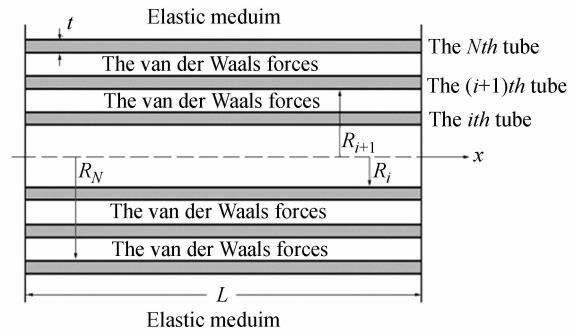 Elastic meduim
t
The Nth tube
The van der Waals forces
The (i+1)th tube
The van der Waals forces
The ith tube
R_{i+1}
x
R_N
R_i
The van der Waals forces
The van der Waals forces
L
Elastic meduim